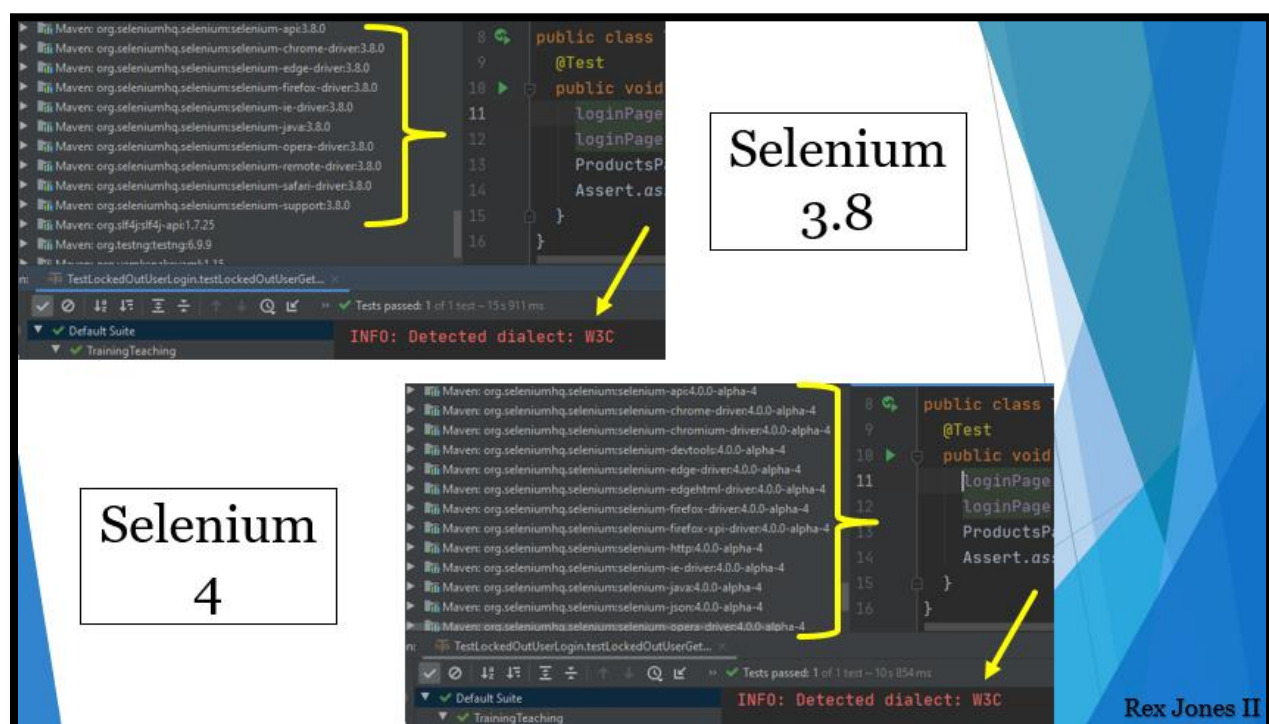 Maven: org.seleniumhq.selenium:selenium-api:3.8.0
Maven: org.seleniumhq.selenium:selenium-chrome-driver:3.8.0
Maven: org.seleniumhq.selenium:selenium-edge-driver:3.8.0
Maven: org.seleniumhq.selenium:selenium-firefox-driver:3.8.0
Maven: org.seleniumhq.selenium:selenium-ie-driver:3.8.0
Maven: org.seleniumhq.selenium:selenium-java:3.8.0
Maven: org.seleniumhq.selenium:selenium-opera-driver:3.8.0
Maven: org.seleniumhq.selenium:selenium-remote-driver:3.8.0
Maven: org.seleniumhq.selenium:selenium-safari-driver:3.8.0
Maven: org.seleniumhq.selenium:selenium-support:3.8.0
Maven: org.slf4j:slf4j-api:1.7.25
Maven: org.testng:testng:6.9.9
8 public class
9 @Test
10 public void
11 loginPage
12 loginPage
13 ProductsPa
14 Assert.ass
15 }
16 }
n: TestLockedOutUserLogin.testLockedOutUserGet...
» Tests passed: 1 of 1 test – 15 s 911 ms
Default Suite
TrainingTeaching
INFO: Detected dialect: W3C
Selenium
3.8
Selenium
4
Maven: org.seleniumhq.selenium:selenium-api:4.0.0-alpha-4
Maven: org.seleniumhq.selenium:selenium-chrome-driver:4.0.0-alpha-4
Maven: org.seleniumhq.selenium:selenium-chromium-driver:4.0.0-alpha-4
Maven: org.seleniumhq.selenium:selenium-devtools:4.0.0-alpha-4
Maven: org.seleniumhq.selenium:selenium-edge-driver:4.0.0-alpha-4
Maven: org.seleniumhq.selenium:selenium-edgehtml-driver:4.0.0-alpha-4
Maven: org.seleniumhq.selenium:selenium-firefox-driver:4.0.0-alpha-4
Maven: org.seleniumhq.selenium:selenium-firefox-xpi-driver:4.0.0-alpha-4
Maven: org.seleniumhq.selenium:selenium-http:4.0.0-alpha-4
Maven: org.seleniumhq.selenium:selenium-ie-driver:4.0.0-alpha-4
Maven: org.seleniumhq.selenium:selenium-java:4.0.0-alpha-4
Maven: org.seleniumhq.selenium:selenium-json:4.0.0-alpha-4
Maven: org.seleniumhq.selenium:selenium-opera-driver:4.0.0-alpha-4
8 public class
9 @Test
10 public void
11 loginPage
12 loginPage
13 ProductsPa
14 Assert.ass
15 }
16 }
n: TestLockedOutUserLogin.testLockedOutUserGet...
» Tests passed: 1 of 1 test – 10 s 854 ms
Default Suite
TrainingTeaching
INFO: Detected dialect: W3C
Rex Jones II